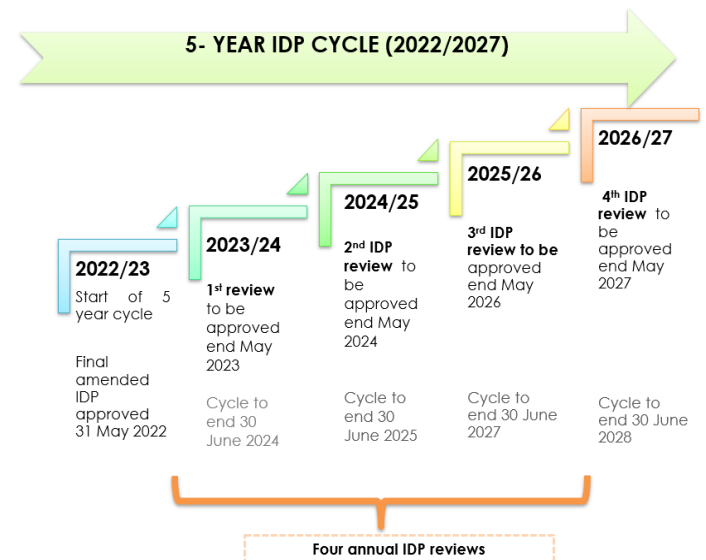 5- YEAR IDP CYCLE (2022/2027)
2022/23
Start of 5
year cycle
Final
amended
IDP
approved
31 May 2022
2023/24
1st review
to be
approved
end May
2023
Cycle to
end 30
June 2024
2024/25
2nd IDP
review to
be
approved
end May
2024
Cycle to
end 30
June 2025
2025/26
3rd IDP
review to be
approved
end May
2026
Cycle to
end 30 June
2027
2026/27
4th IDP
review to
be
approved
end May
2027
Cycle to
end 30 June
2028
Four annual IDP reviews